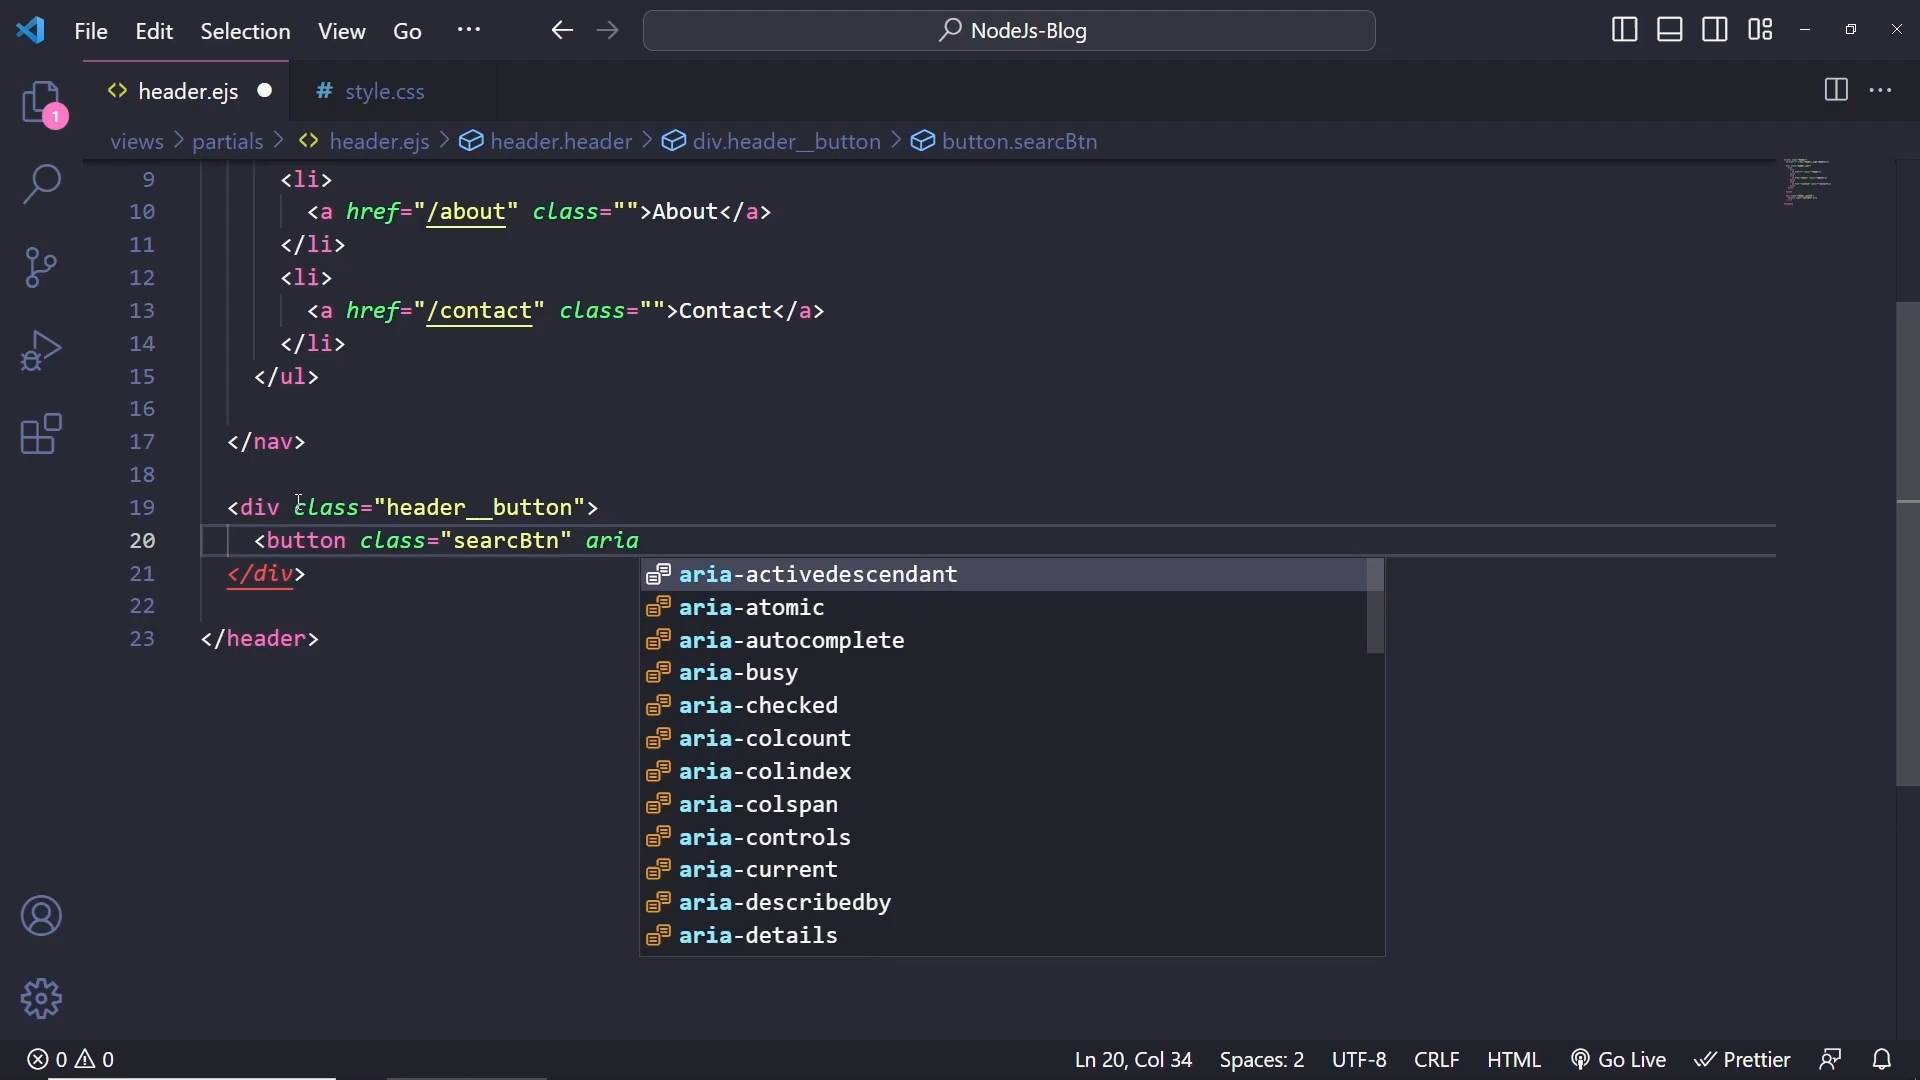 File Edit Selection View Go ··· NodeJs-Blog
header.ejs # style.css
1
views > partials > header.ejs > header.header > div.header__button > button.searcBtn
9 <li>
10 <a href="/about" class="">About</a>
11 </li>
12 <li>
13 <a href="/contact" class="">Contact</a>
14 </li>
15 </ul>
16
17 </nav>
18
19 <div class="header__button">
20 <button class="searcBtn" aria
21 </div>
22
23 </header>
aria-activedescendant
aria-atomic
aria-autocomplete
aria-busy
aria-checked
aria-colcount
aria-colindex
aria-colspan
aria-controls
aria-current
aria-describedby
aria-details
0 0 Ln 20, Col 34 Spaces: 2 UTF-8 CRLF HTML Go Live Prettier